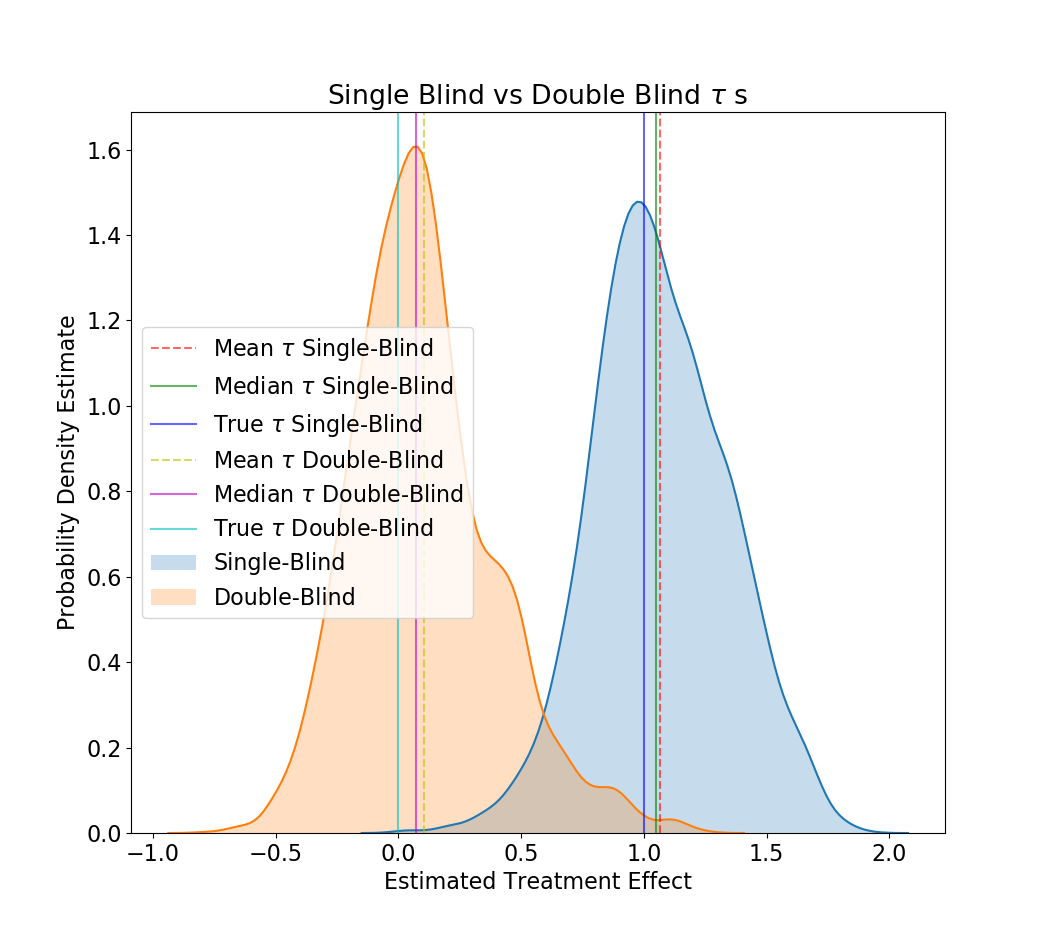 Single Blind vs Double Blind τ s
Probability Density Estimate
1.6
1.4
1.2
1.0
0.8
0.6
0.4
0.2
0.0
Mean τ Single-Blind
Median τ Single-Blind
True τ Single-Blind
Mean τ Double-Blind
Median τ Double-Blind
True τ Double-Blind
Single-Blind
Double-Blind
−1.0 −0.5 0.0 0.5 1.0 1.5 2.0
Estimated Treatment Effect